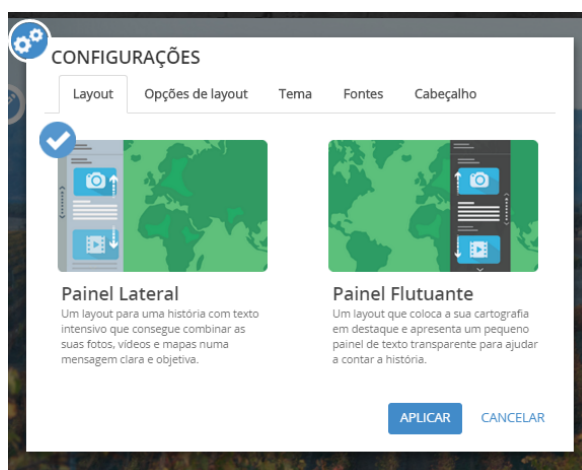 CONFIGURAÇÕES
Layout Opções de layout Tema Fontes Cabeçalho
Painel Lateral
Um layout para uma história com texto
intensivo que consegue combinar as
suas fotos, vídeos e mapas numa
mensagem clara e objetiva.
Painel Flutuante
Um layout que coloca a sua cartografia
em destaque e apresenta um pequeno
painel de texto transparente para ajudar
a contar a história.
APLICAR CANCELAR